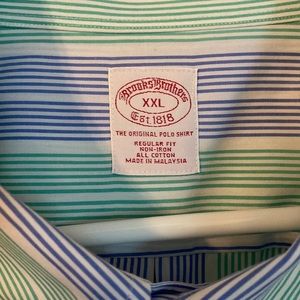 Brooks Brothers
XXL
Est. 1818
THE ORIGINAL POLO SHIRT
REGULAR FIT
NON-IRON
ALL COTTON
MADE IN MALAYSIA